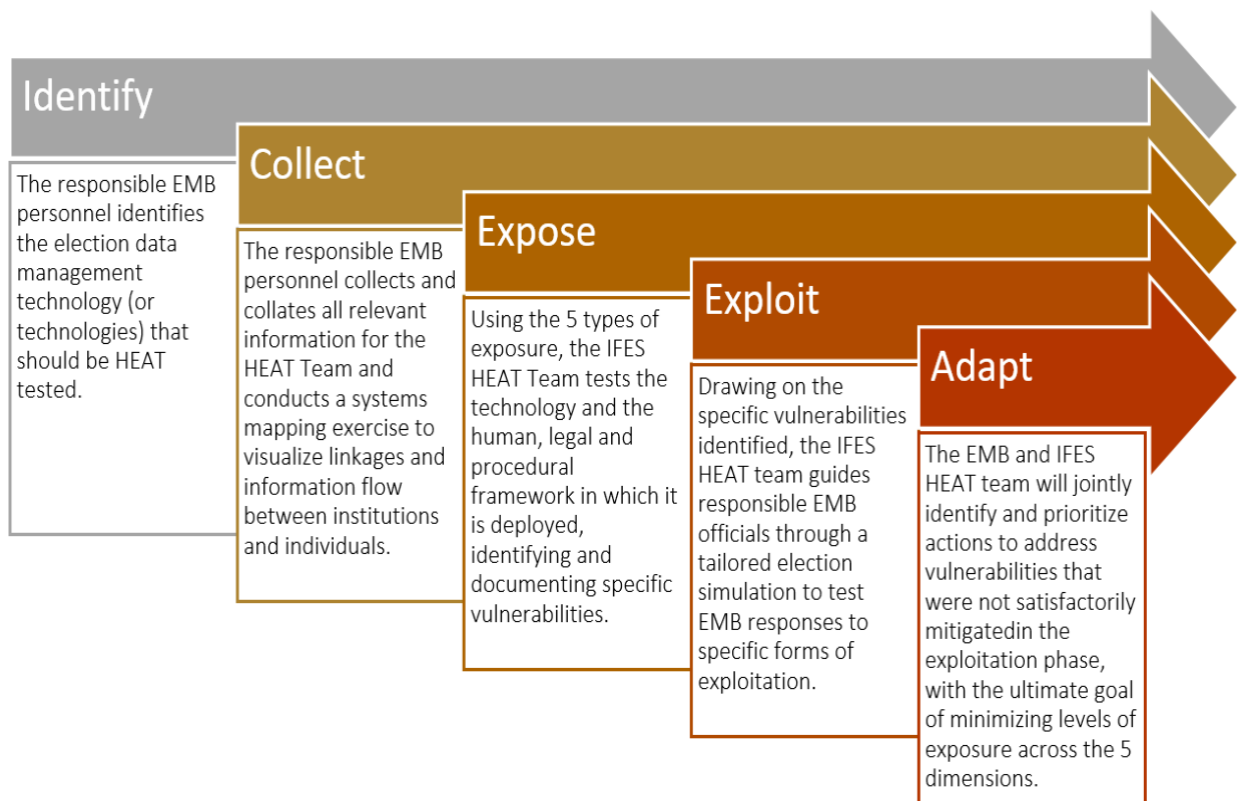 Identify
The responsible EMB
personnel identifies
the election data
management
technology (or
technologies) that
should be HEAT
tested.
Collect
The responsible EMB
personnel collects and
collates all relevant
information for the
HEAT Team and
conducts a systems
mapping exercise to
visualize linkages and
information flow
between institutions
and individuals.
Expose
Using the 5 types of
exposure, the IFES
HEAT Team tests the
technology and the
human, legal and
procedural
framework in which it
is deployed,
identifying and
documenting specific
vulnerabilities.
Exploit
Drawing on the
specific vulnerabilities
identified, the IFES
HEAT team guides
responsible EMB
officials through a
tailored election
simulation to test
EMB responses to
specific forms of
exploitation.
Adapt
The EMB and IFES
HEAT team will jointly
identify and prioritize
actions to address
vulnerabilities that
were not satisfactorily
mitigatedin the
exploitation phase,
with the ultimate goal
of minimizing levels of
exposure across the 5
dimensions.